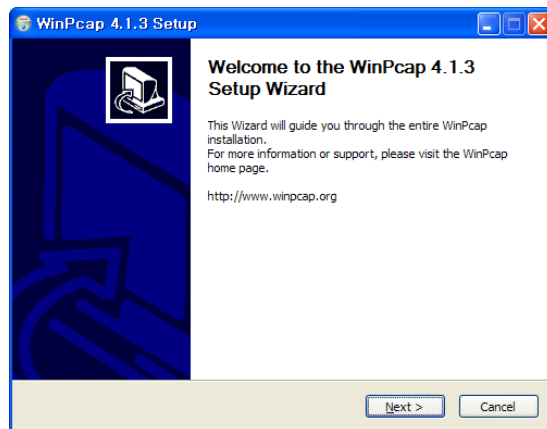 WinPcap 4.1.3 Setup
Welcome to the WinPcap 4.1.3
Setup Wizard
This Wizard will guide you through the entire WinPcap
installation.
For more information or support, please visit the WinPcap
home page.
http://www.winpcap.org
Next >
Cancel